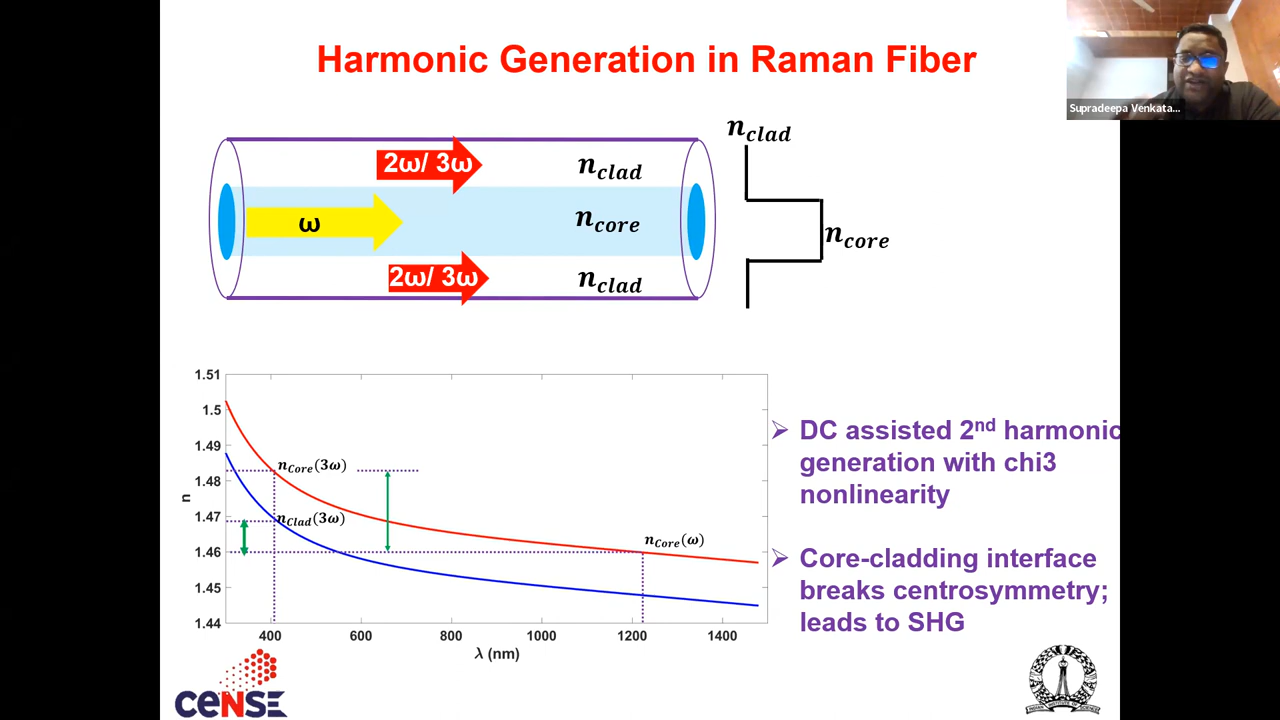 Harmonic Generation in Raman Fiber
Supradeepa Venkata...
n_clad
2ω/ 3ω
n_clad
ω
n_core
n_core
2ω/ 3ω
n_clad
1.51
1.5
1.49
1.48
1.47
1.46
1.45
1.44
n
n_Core(3ω)
n_Clad(3ω)
n_Core(ω)
400 600 800 1000 1200 1400
λ (nm)
➢ DC assisted 2nd harmonic
generation with chi3
nonlinearity
➢ Core-cladding interface
breaks centrosymmetry;
leads to SHG
CeNSE